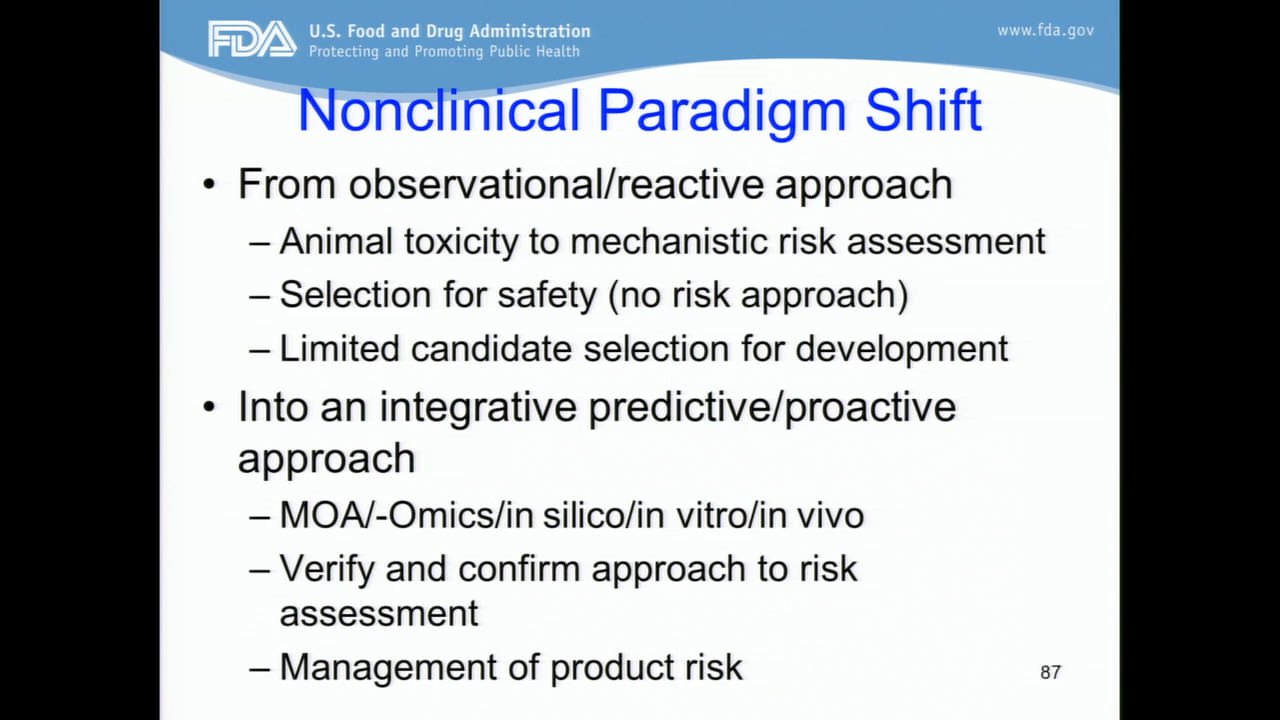 FDA
U.S. Food and Drug Administration
Protecting and Promoting Public Health
www.fda.gov
Nonclinical Paradigm Shift
• From observational/reactive approach
– Animal toxicity to mechanistic risk assessment
– Selection for safety (no risk approach)
– Limited candidate selection for development
• Into an integrative predictive/proactive
approach
– MOA/-Omics/in silico/in vitro/in vivo
– Verify and confirm approach to risk
assessment
– Management of product risk
87